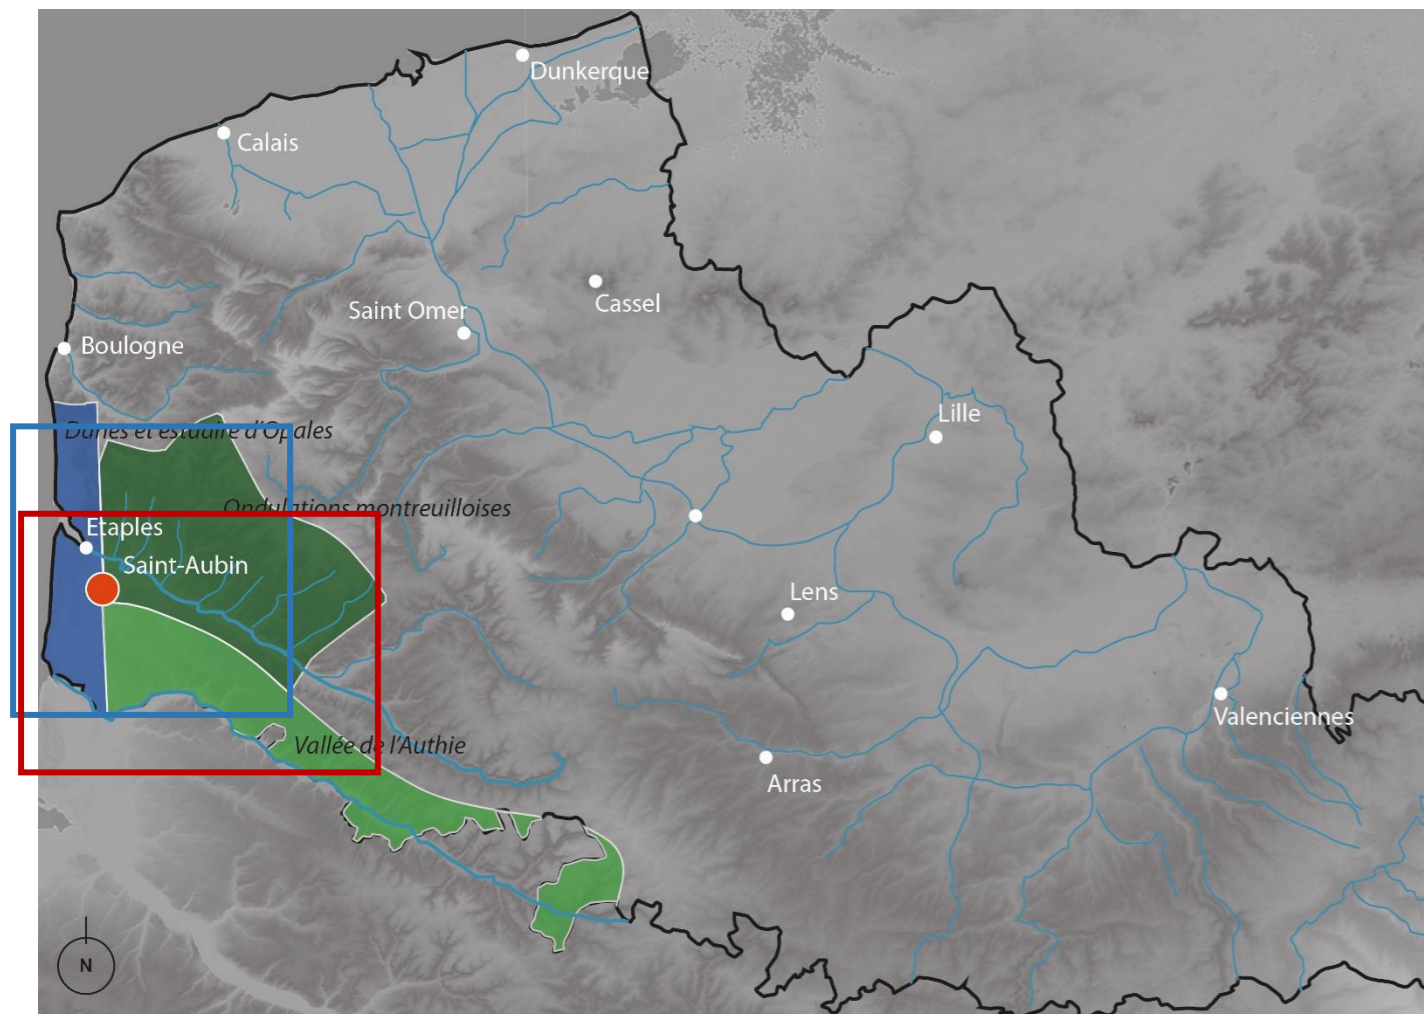 Dunkerque
Calais
Cassel
Saint Omer
Boulogne
Lille
Dunes et estuaire d'Opales
Ondulations montreuilloises
Etaples
Saint-Aubin
Lens
Valenciennes
Vallée de l'Authie
Arras
N